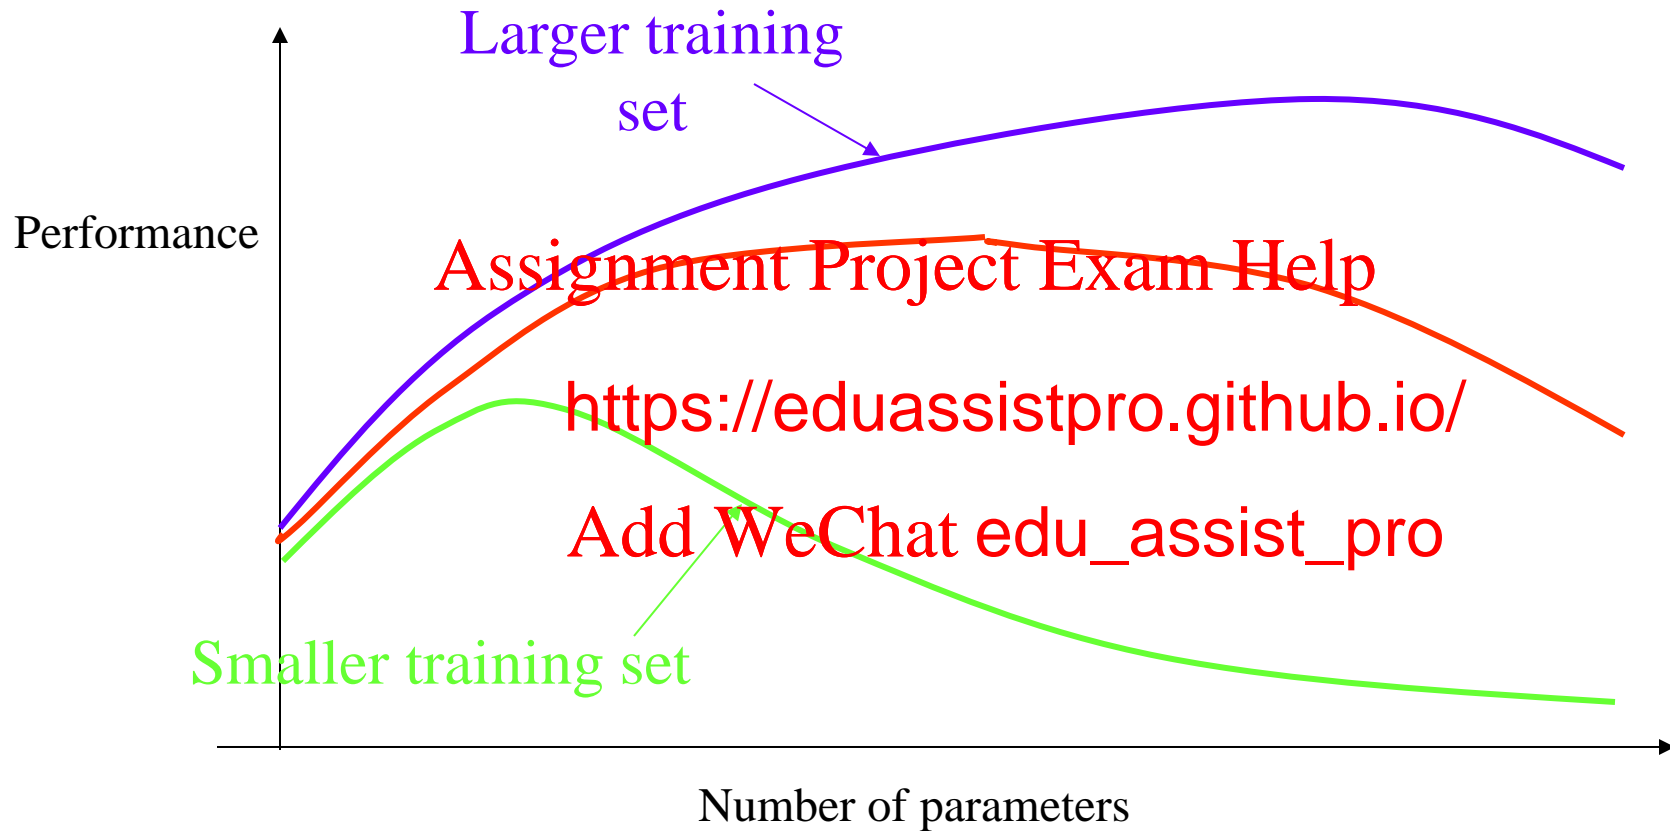 Larger training
set
Performance
Assignment Project Exam Help
https://eduassistpro.github.io/
Add WeChat edu_assist_pro
Smaller training set
Number of parameters